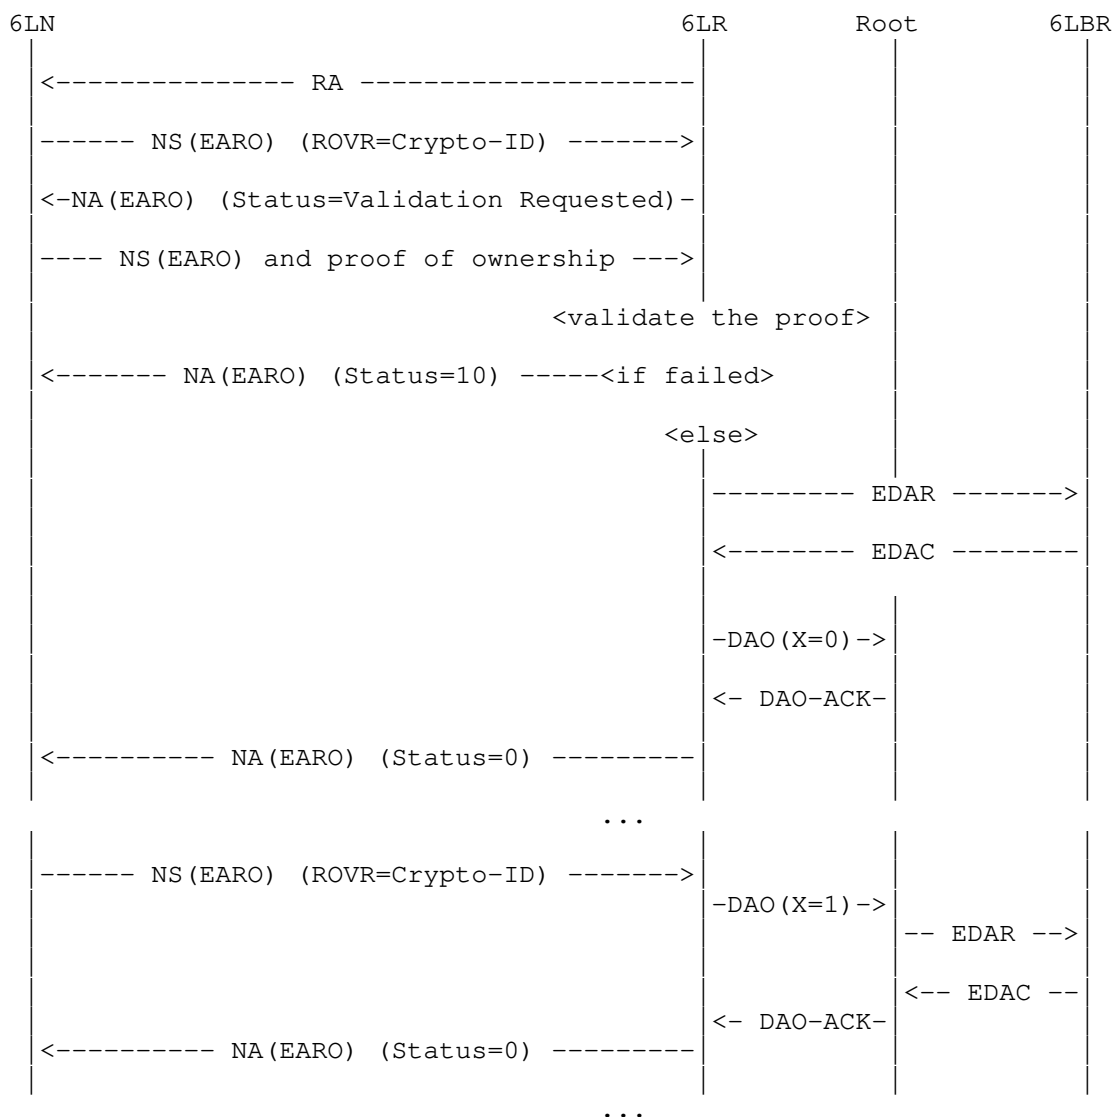 6LN 6LR Root 6LBR
<--------------- RA ---------------------
------ NS(EARO) (ROVR=Crypto-ID) ------->
<-NA(EARO) (Status=Validation Requested)-
---- NS(EARO) and proof of ownership --->
<validate the proof>
<------- NA(EARO) (Status=10) -----<if failed>
<else>
--------- EDAR ------->
<-------- EDAC --------
-DAO(X=0)->
<- DAO-ACK-
<---------- NA(EARO) (Status=0) ---------
...
------ NS(EARO) (ROVR=Crypto-ID) ------->
-DAO(X=1)->
-- EDAR -->
<-- EDAC --
<- DAO-ACK-
<---------- NA(EARO) (Status=0) ---------
...